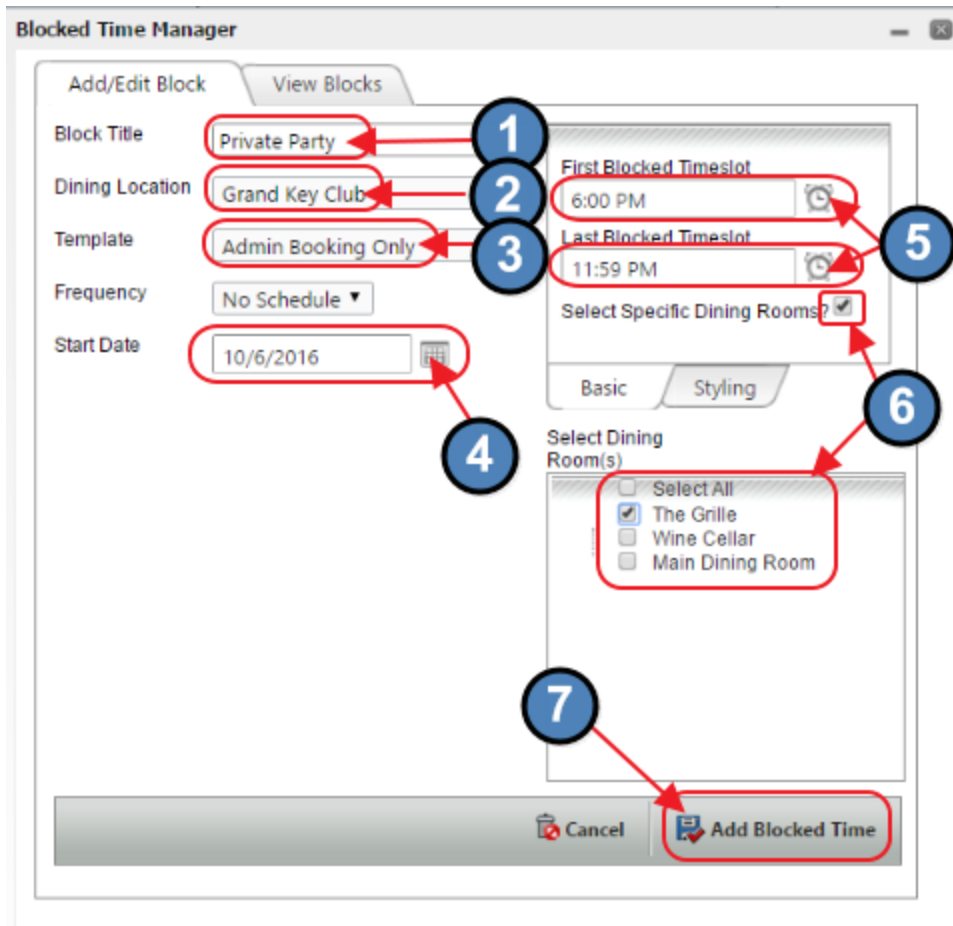 Blocked Time Manager
Add/Edit Block
View Blocks
Block Title
Private Party
1
Dining Location
Grand Key Club
2
Template
Admin Booking Only
3
Frequency
No Schedule
Start Date
10/6/2016
4
First Blocked Timeslot
6:00 PM
Last Blocked Timeslot
11:59 PM
5
Select Specific Dining Rooms?
Basic
Styling
6
Select Dining
Room(s)
Select All
The Grille
Wine Cellar
Main Dining Room
7
Cancel
Add Blocked Time